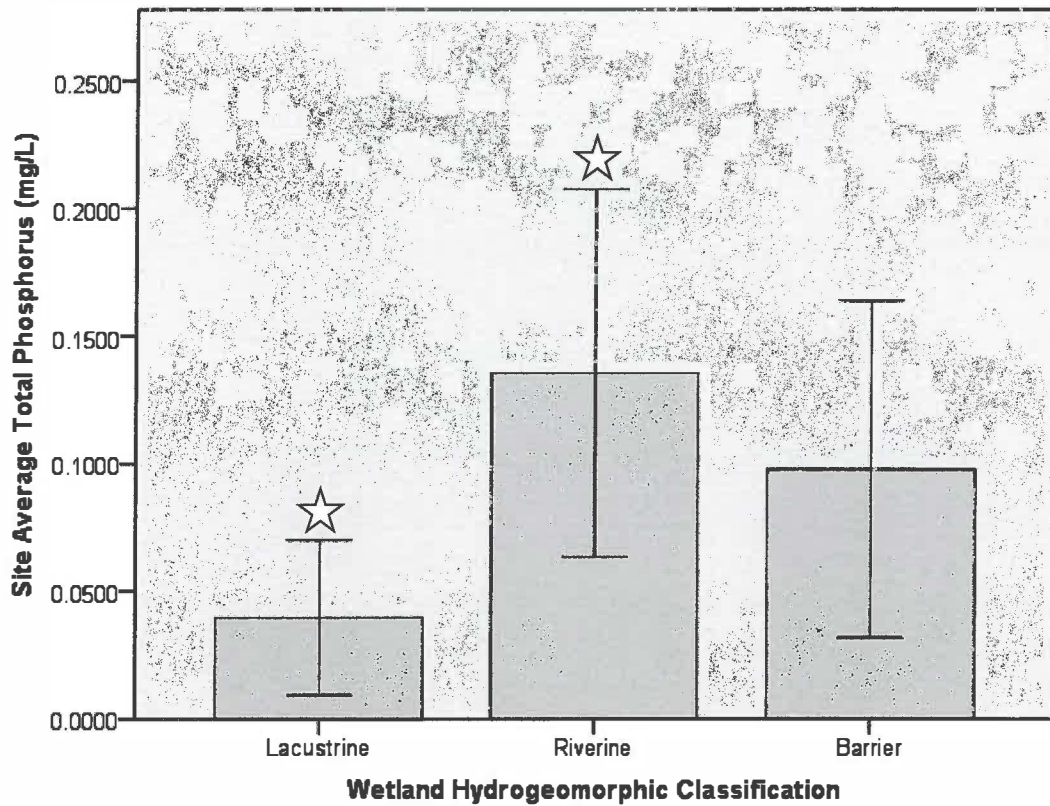 Site Average Total Phosphorus (mg/L)
0.2500
0.2000
0.1500
0.1000
0.0500
0.0000
Lacustrine
Riverine
Barrier
Wetland Hydrogeomorphic Classification